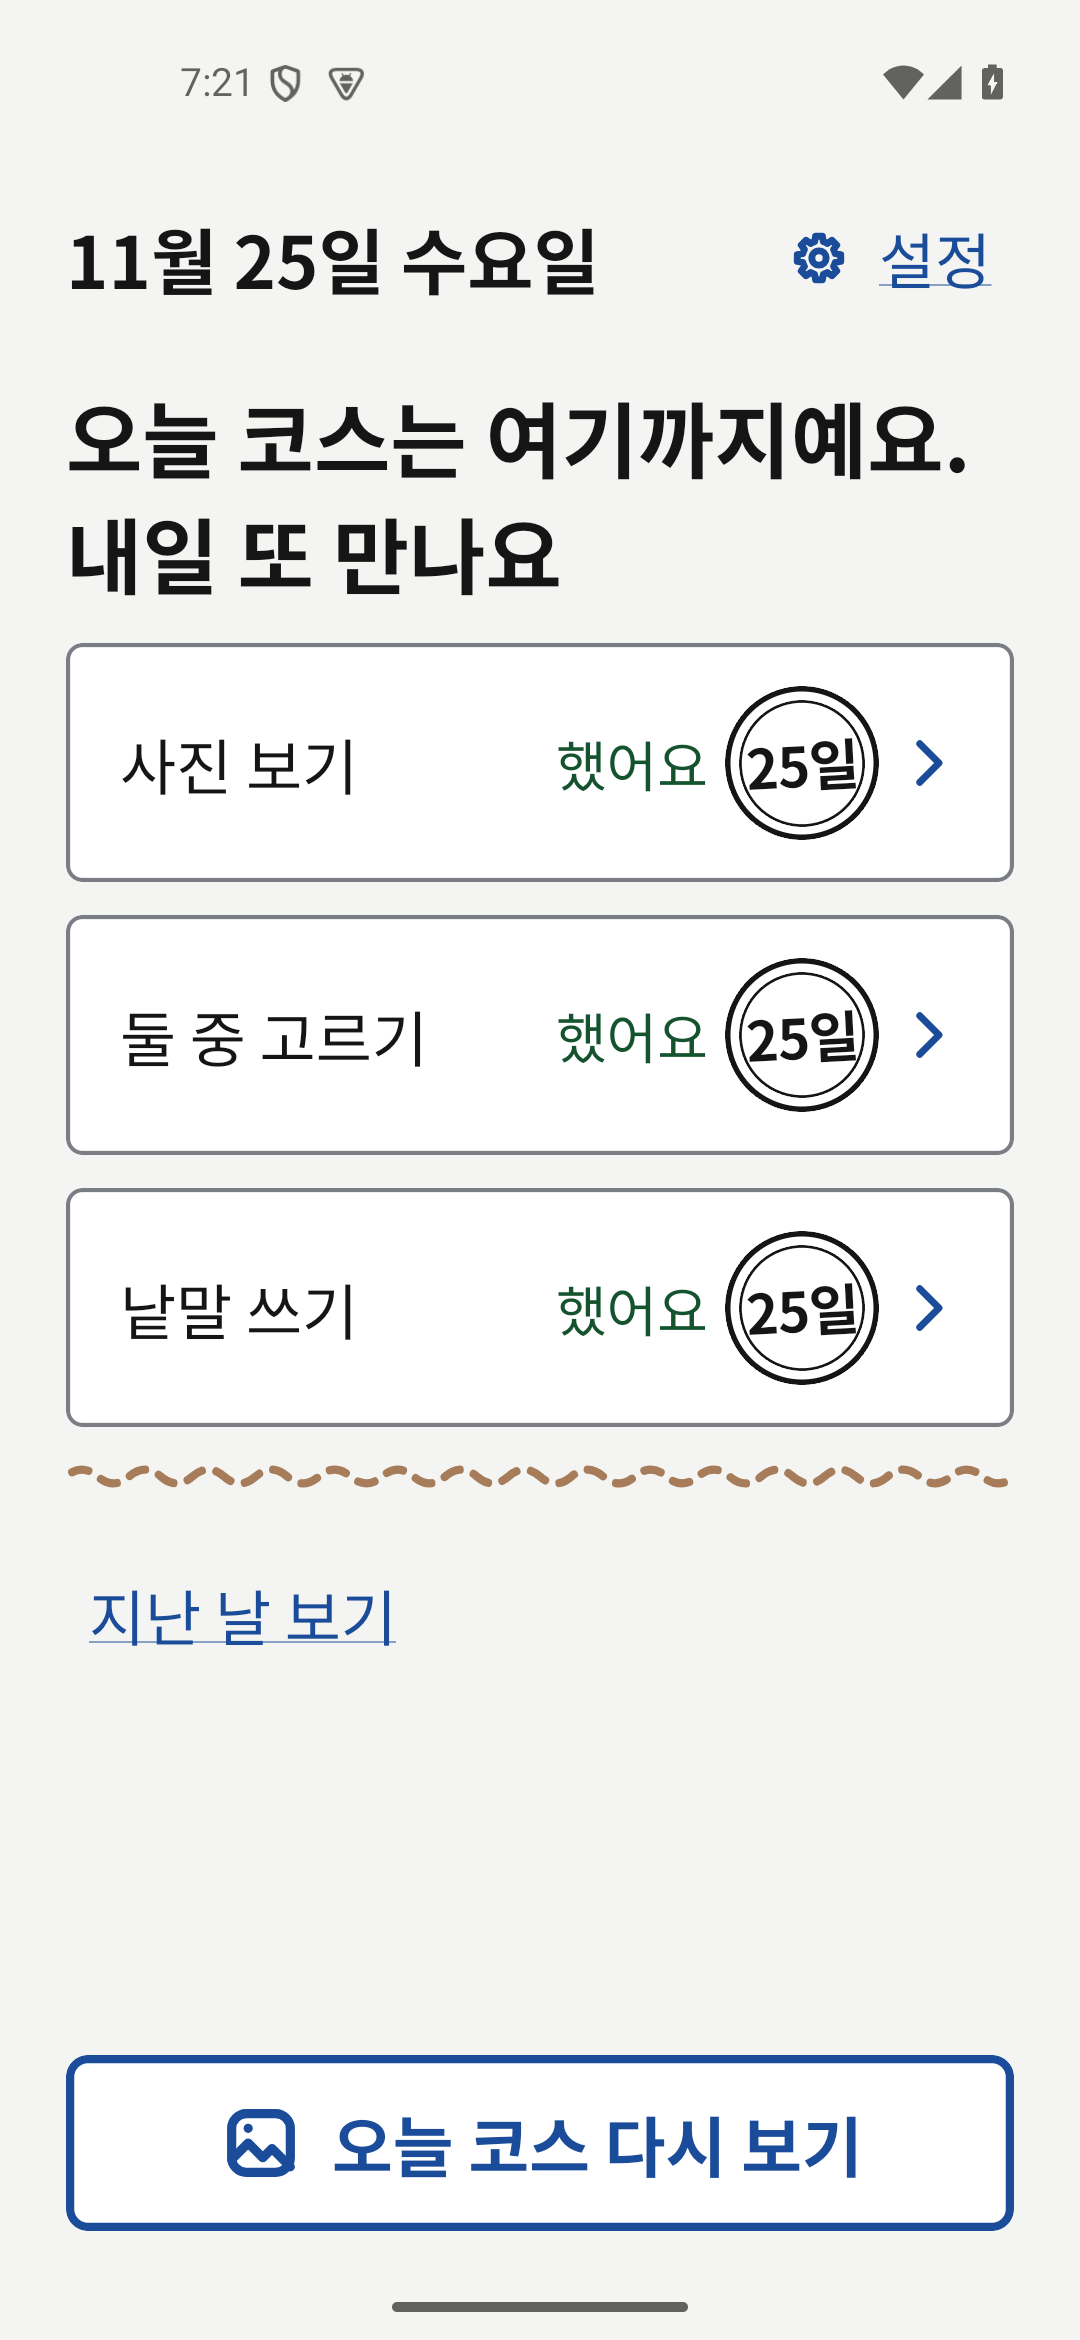 7:21
11월 25일 수요일
설정
오늘 코스는 여기까지예요.
내일 또 만나요
사진 보기 했어요 25일
둘 중 고르기 했어요 25일
낱말 쓰기 했어요 25일
지난 날 보기
오늘 코스 다시 보기